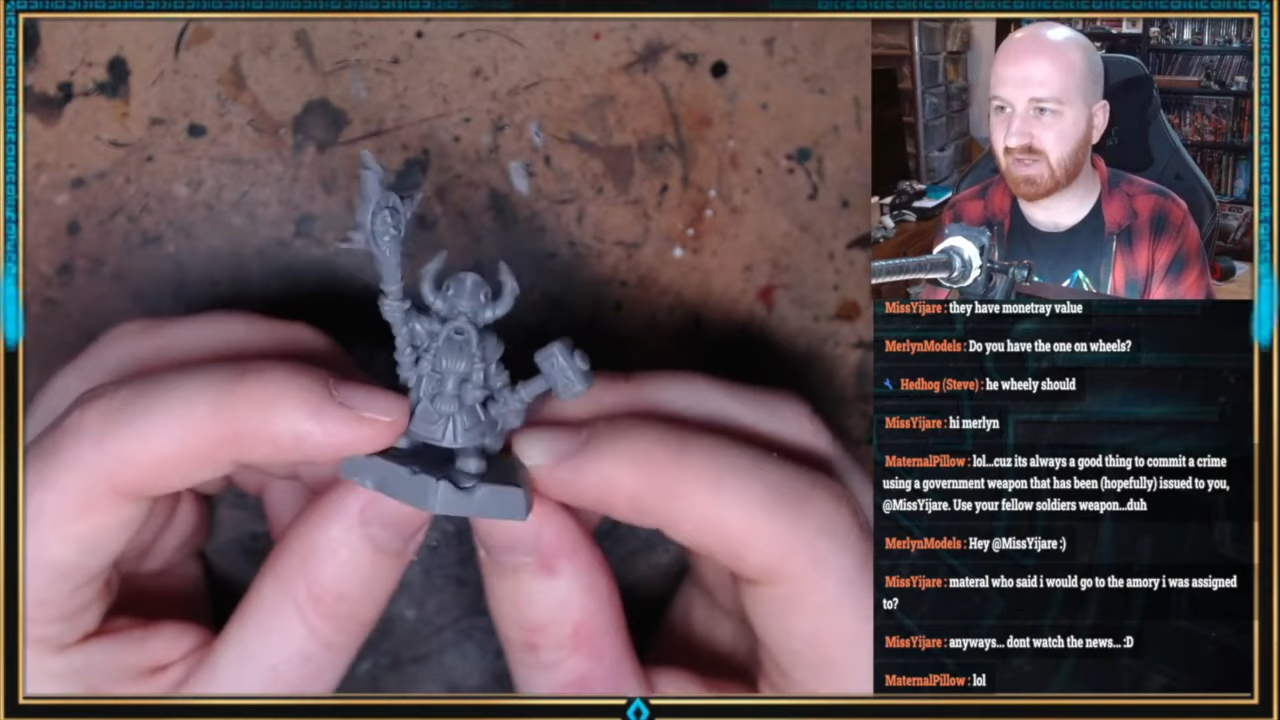 MissYijare : they have monetray value
MerlynModels : Do you have the one on wheels?
Hedhog (Steve) : he wheely should
MissYijare : hi merlyn
MaternalPillow : lol...cuz its always a good thing to commit a crime
using a government weapon that has been (hopefully) issued to you,
@MissYijare. Use your fellow soldiers weapon...duh
MerlynModels : Hey @MissYijare :)
MissYijare : materal who said i would go to the amory i was assigned
to?
MissYijare : anyways... dont watch the news... :D
MaternalPillow : lol